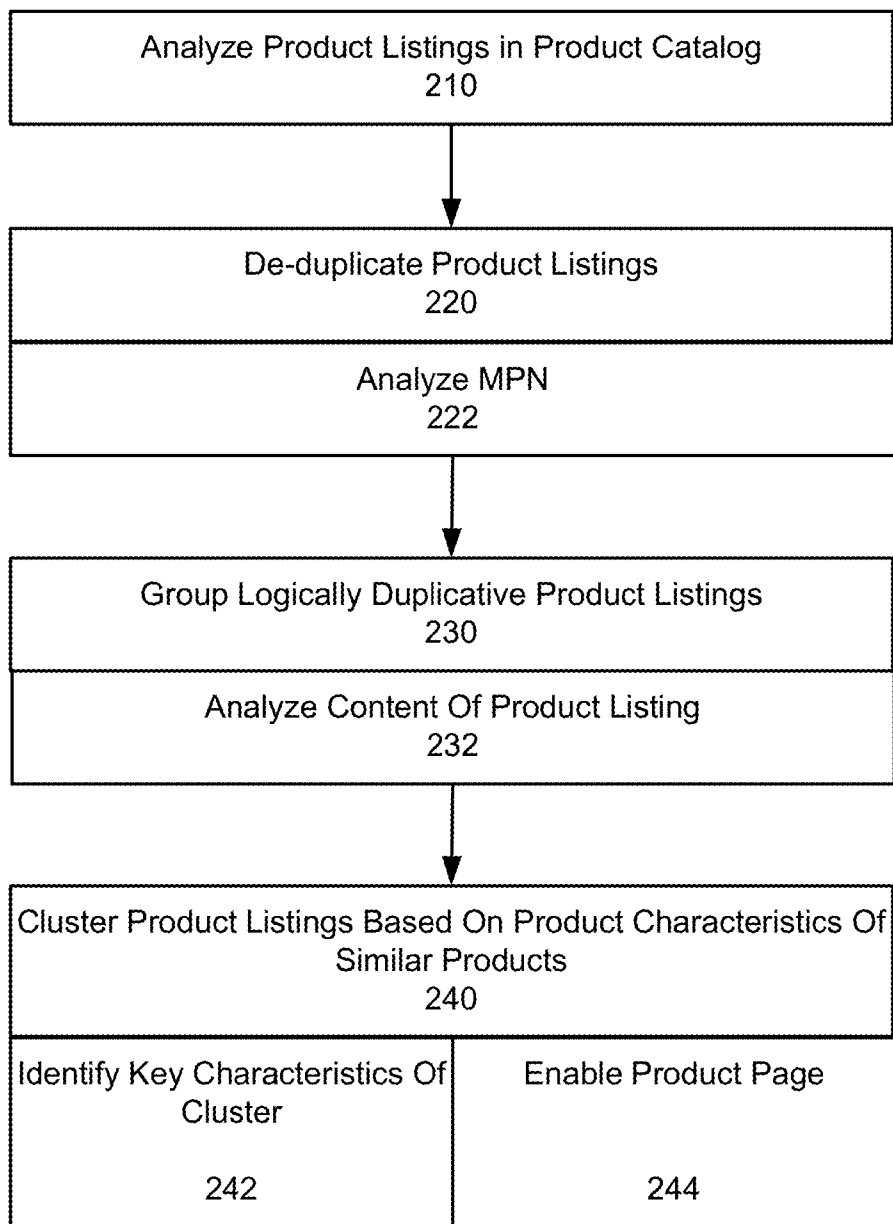 Analyze Product Listings in Product Catalog
210
De-duplicate Product Listings
220
Analyze MPN
222
Group Logically Duplicative Product Listings
230
Analyze Content Of Product Listing
232
Cluster Product Listings Based On Product Characteristics Of
Similar Products
240
Identify Key Characteristics Of
Cluster
242
Enable Product Page
244